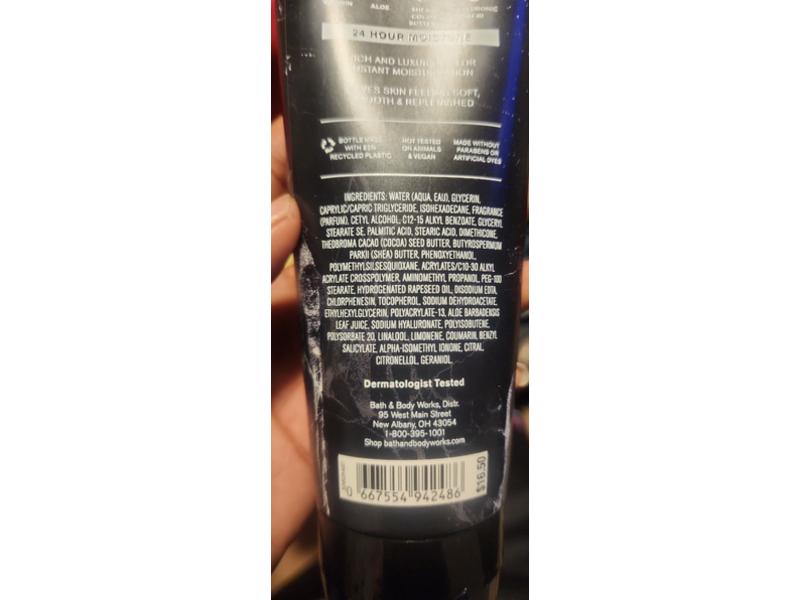 ALOE
24 HOUR MOISTURE
INSTANT
SKIN FEELING SOFT,
SMOOTH & REPLENISHED
BOTTLE MADE
WITH
RECYCLED PLASTIC
NOT TESTED
ON ANIMALS
& VEGAN
MADE WITHOUT
PARABENS OR
ARTIFICIAL DYES
INGREDIENTS: WATER (AQUA, EAU), GLYCERIN,
CAPRYLIC/CAPRIC TRIGLYCERIDE, ISOHEXADECANE, FRAGRANCE
(PARFUM), CETYL ALCOHOL, C12-15 ALKYL BENZOATE, GLYCERYL
STEARATE SE, PALMITIC ACID, STEARIC ACID, DIMETHICONE,
THEOBROMA CACAO (COCOA) SEED BUTTER, BUTYROSPERMUM
PARKII (SHEA) BUTTER, PHENOXYETHANOL,
POLYMETHYLSILSESQUIOXANE, ACRYLATES/C10-30 ALKYL
ACRYLATE CROSSPOLYMER, AMINOMETHYL PROPANOL, PEG-100
STEARATE, HYDROGENATED RAPESEED OIL, DISODIUM EDTA,
CHLORPHENESIN, TOCOPHEROL, SODIUM DEHYDROACETATE,
ETHYLHEXYLGLYCERIN, POLYACRYLATE-13, ALOE BARBADENSIS
LEAF JUICE, SODIUM HYALURONATE, POLYISOBUTENE,
POLYSORBATE 20, LINALOOL, LIMONENE, COUMARIN, BENZYL
SALICYLATE, ALPHA-ISOMETHYL IONONE, CITRAL,
CITRONELLOL, GERANIOL.
Dermatologist Tested
Bath & Body Works, Distr.
95 West Main Street
New Albany, OH 43054
1-800-395-1001
Shop bathandbodyworks.com
0 667554 942486
$16.50